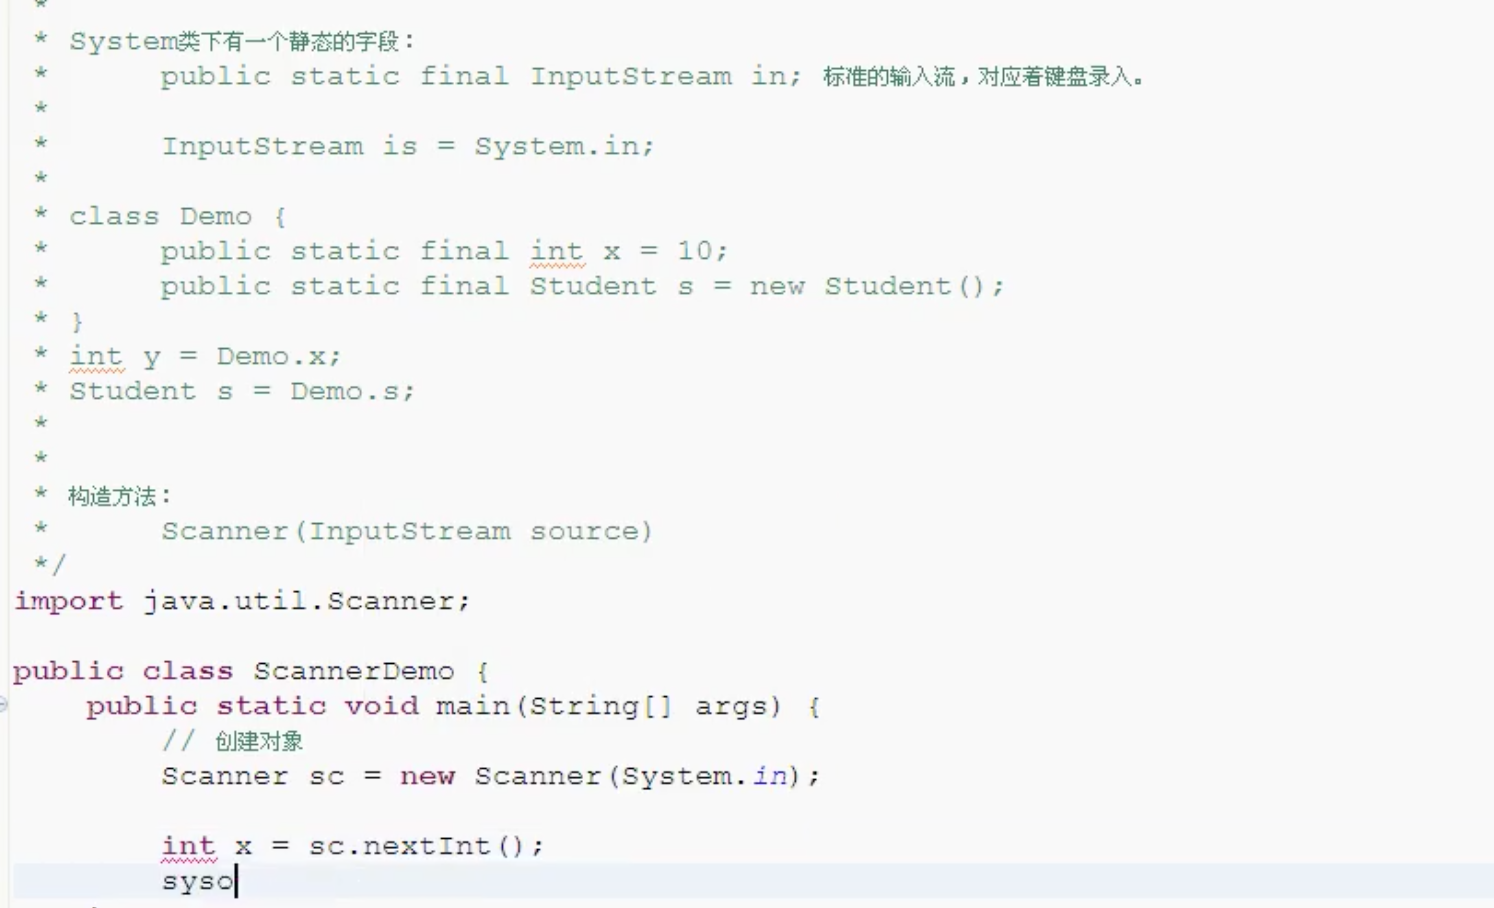 *
* System类下有一个静态的字段：
* public static final InputStream in; 标准的输入流，对应着键盘录入。
*
* InputStream is = System.in;
*
* class Demo {
* public static final int x = 10;
* public static final Student s = new Student();
* }
* int y = Demo.x;
* Student s = Demo.s;
*
*
* 构造方法：
* Scanner(InputStream source)
*/
import java.util.Scanner;
public class ScannerDemo {
public static void main(String[] args) {
// 创建对象
Scanner sc = new Scanner(System.in);
int x = sc.nextInt();
syso